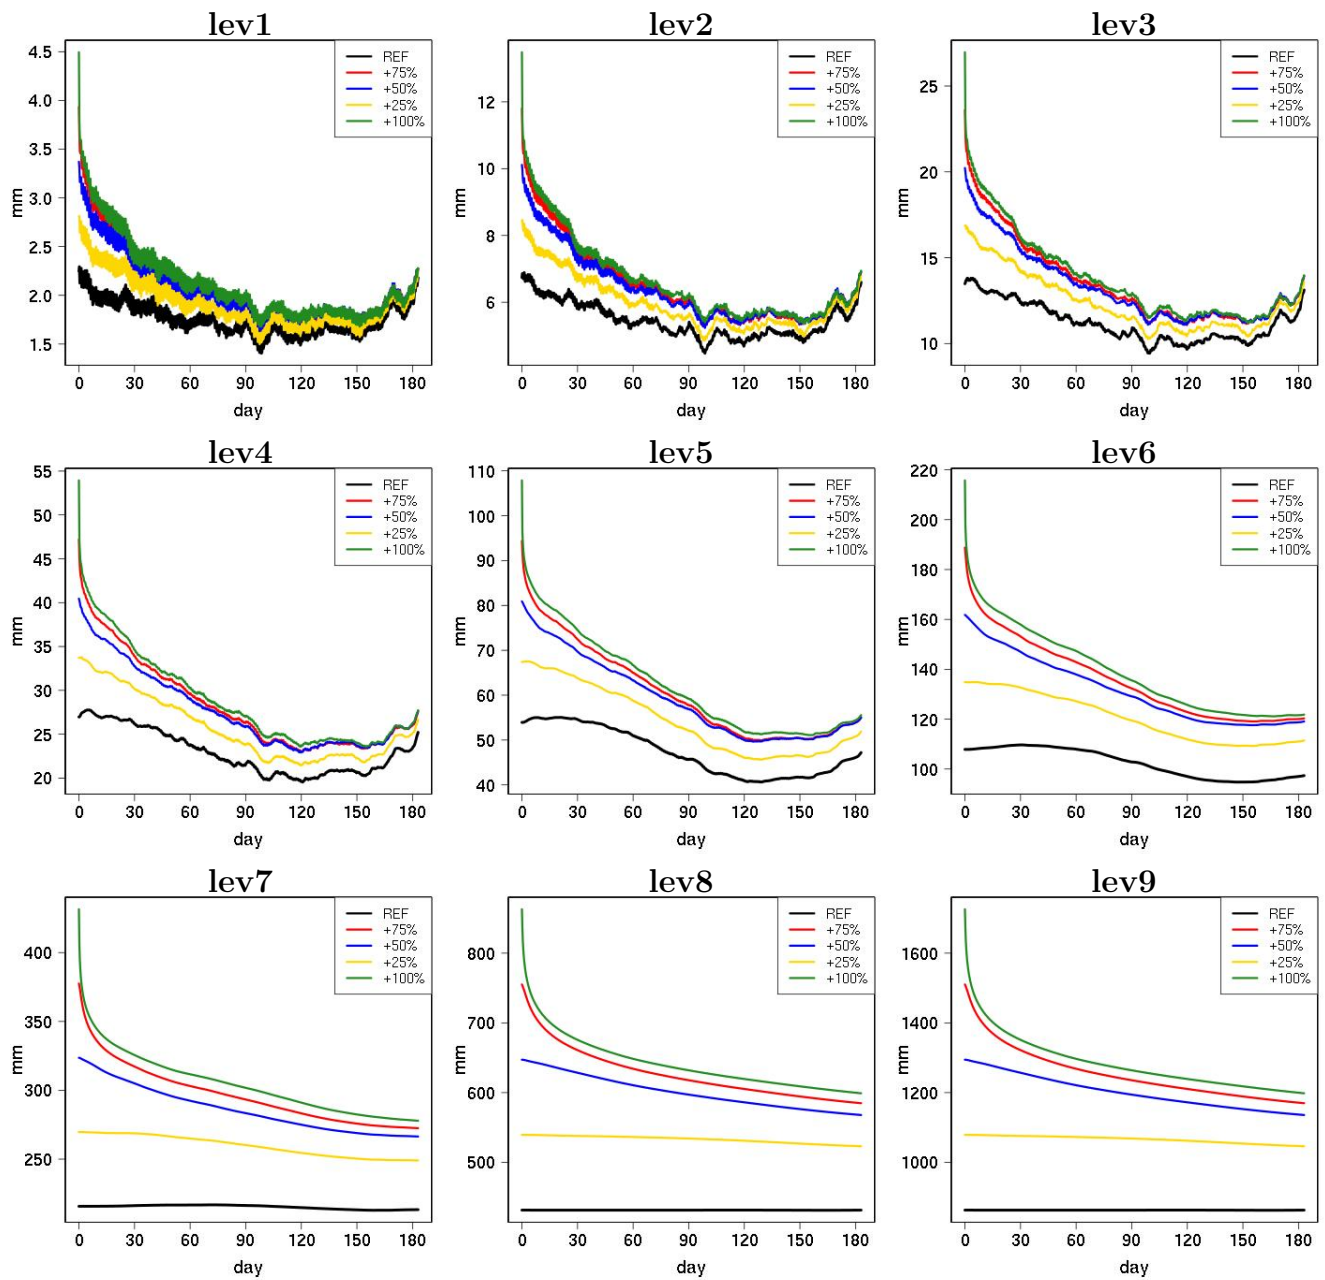 lev1
4.5
4.0
3.5
3.0
2.5
2.0
1.5
mm
0 30 60 90 120 150 180
day
REF
+75%
+50%
+25%
+100%
lev2
12
10
8
6
mm
0 30 60 90 120 150 180
day
REF
+75%
+50%
+25%
+100%
lev3
25
20
15
10
mm
0 30 60 90 120 150 180
day
REF
+75%
+50%
+25%
+100%
lev4
55
50
45
40
35
30
25
20
mm
0 30 60 90 120 150 180
day
REF
+75%
+50%
+25%
+100%
lev5
110
100
90
80
70
60
50
40
mm
0 30 60 90 120 150 180
day
REF
+75%
+50%
+25%
+100%
lev6
220
200
180
160
140
120
100
mm
0 30 60 90 120 150 180
day
REF
+75%
+50%
+25%
+100%
lev7
400
350
300
250
mm
0 30 60 90 120 150 180
day
REF
+75%
+50%
+25%
+100%
lev8
800
700
600
500
mm
0 30 60 90 120 150 180
day
REF
+75%
+50%
+25%
+100%
lev9
1600
1400
1200
1000
mm
0 30 60 90 120 150 180
day
REF
+75%
+50%
+25%
+100%